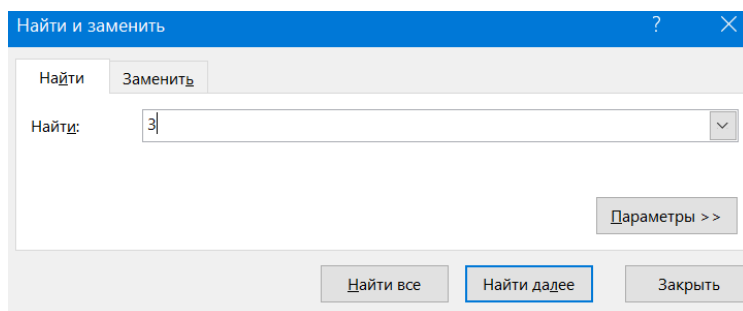 Найти и заменить ? ×
Найти Заменить
Найти: 3
Параметры >>
Найти все Найти далее Закрыть